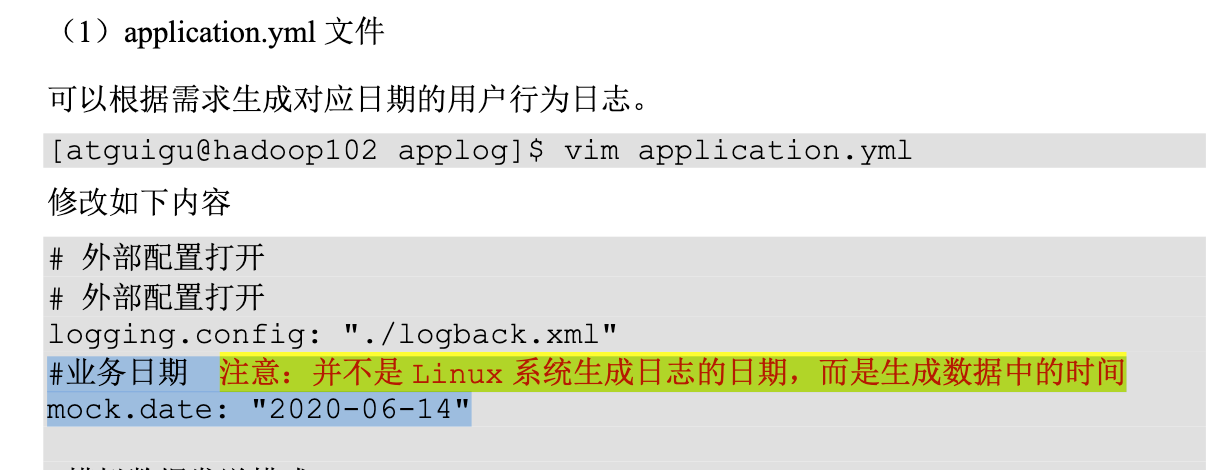 （1）application.yml 文件
可以根据需求生成对应日期的用户行为日志。
[atguigu@hadoop102 applog]$ vim application.yml
修改如下内容
# 外部配置打开
# 外部配置打开
logging.config: "./logback.xml"
#业务日期  注意：并不是 Linux 系统生成日志的日期，而是生成数据中的时间
mock.date: "2020-06-14"